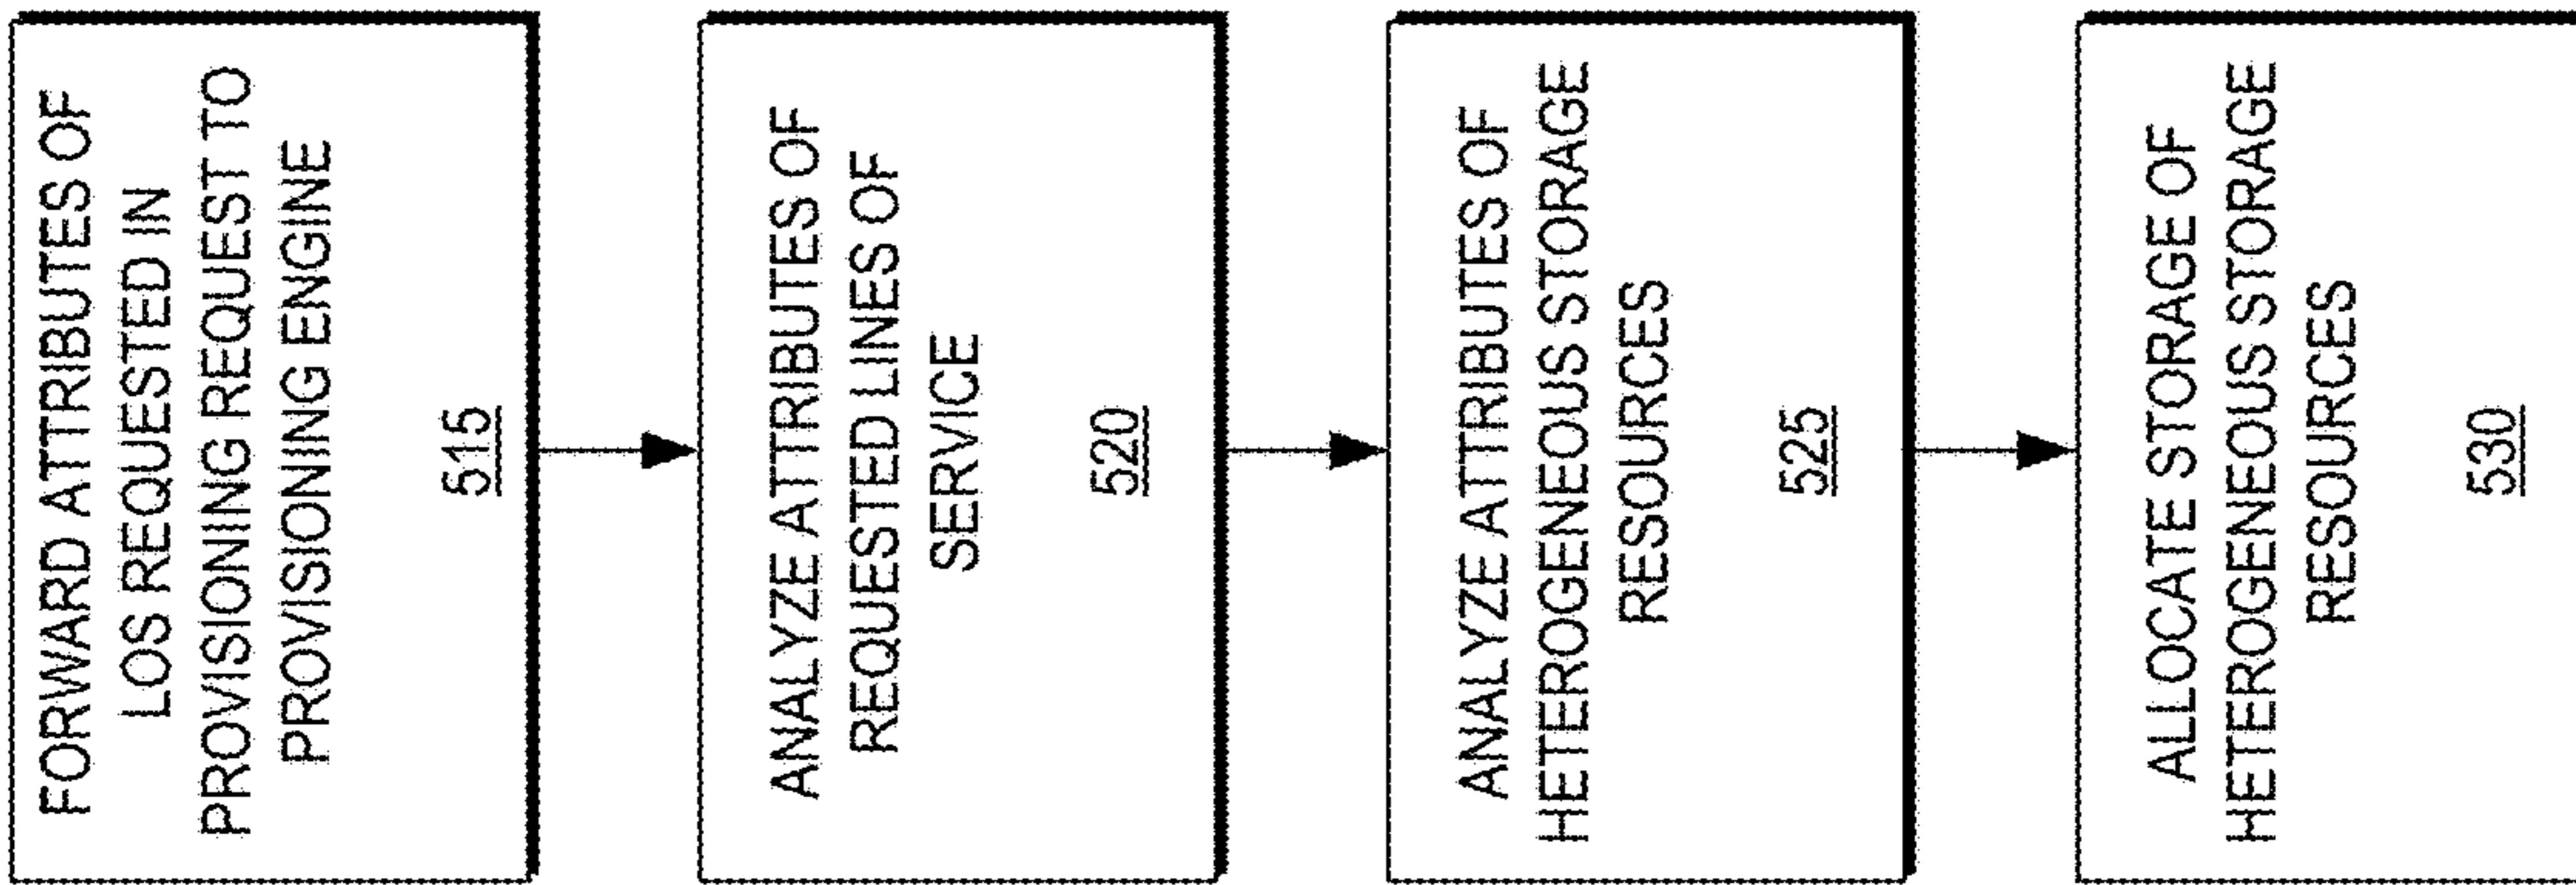 FORWARD ATTRIBUTES OF
LOS REQUESTED IN
PROVISIONING REQUEST TO
PROVISIONING ENGINE
515
ANALYZE ATTRIBUTES OF
REQUESTED LINES OF
SERVICE
520
ANALYZE ATTRIBUTES OF
HETEROGENEOUS STORAGE
RESOURCES
525
ALLOCATE STORAGE OF
HETEROGENEOUS STORAGE
RESOURCES
530